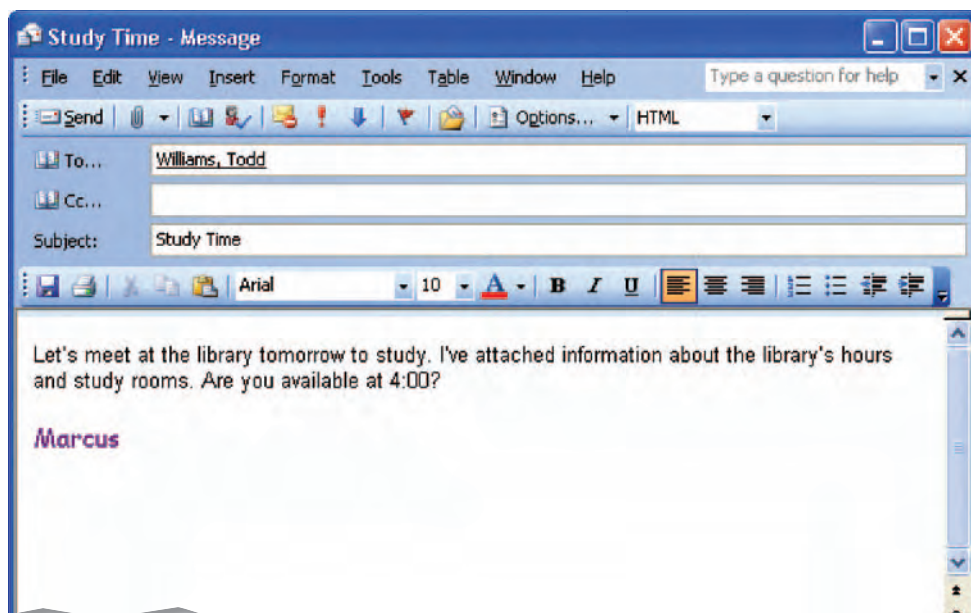 Study Time - Message
File Edit View Insert Format Tools Table Window Help Type a question for help
Send Options... HTML
To... Williams, Todd
Cc...
Subject: Study Time
Arial 10 A B I U
Let's meet at the library tomorrow to study. I've attached information about the library's hours
and study rooms. Are you available at 4:00?
Marcus